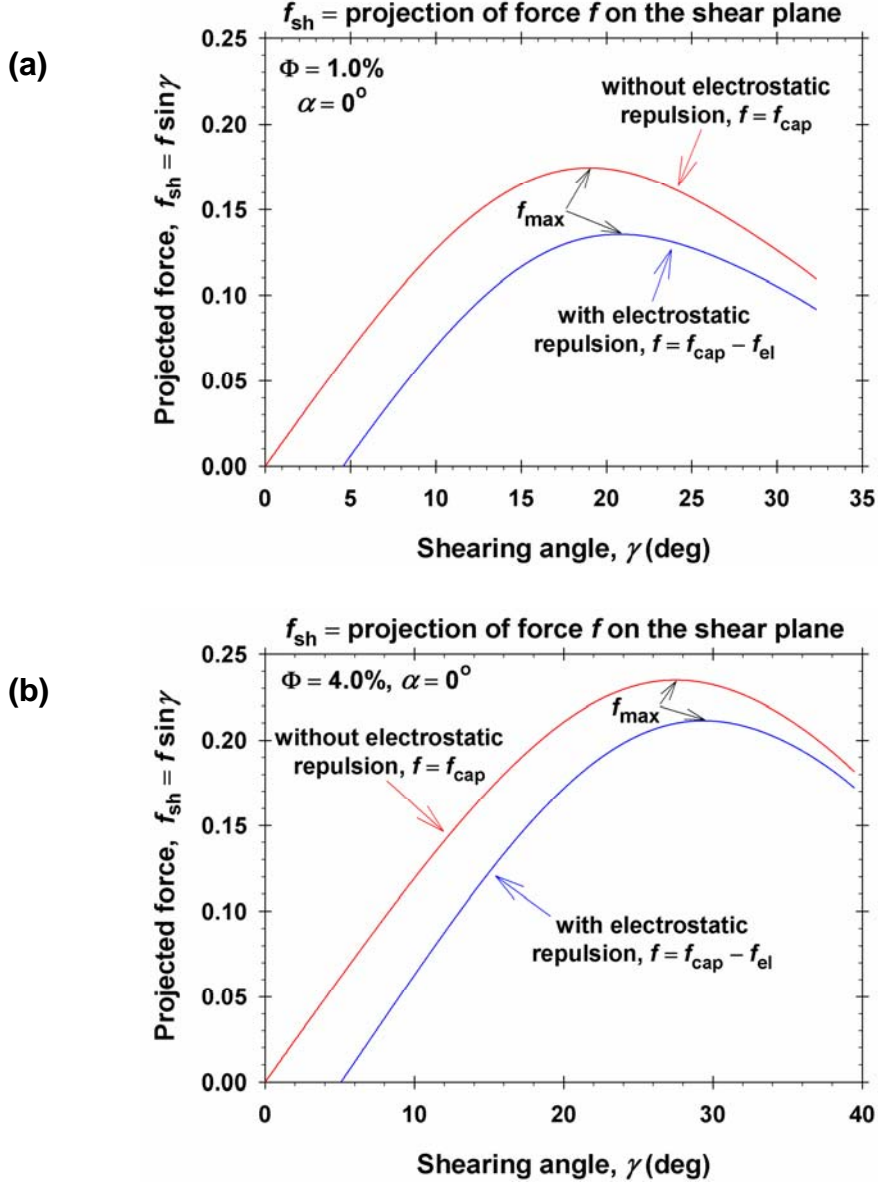 (a)
f_sh = projection of force f on the shear plane
Φ = 1.0%
α = 0°
without electrostatic
repulsion, f = f_cap
f_max
with electrostatic
repulsion, f = f_cap − f_el
Projected force, f_sh = f sinγ
0.25
0.20
0.15
0.10
0.05
0.00
0 5 10 15 20 25 30 35
Shearing angle, γ (deg)
(b)
f_sh = projection of force f on the shear plane
Φ = 4.0%, α = 0°
without electrostatic
repulsion, f = f_cap
f_max
with electrostatic
repulsion, f = f_cap − f_el
Projected force, f_sh = f sinγ
0.25
0.20
0.15
0.10
0.05
0.00
0 10 20 30 40
Shearing angle, γ (deg)